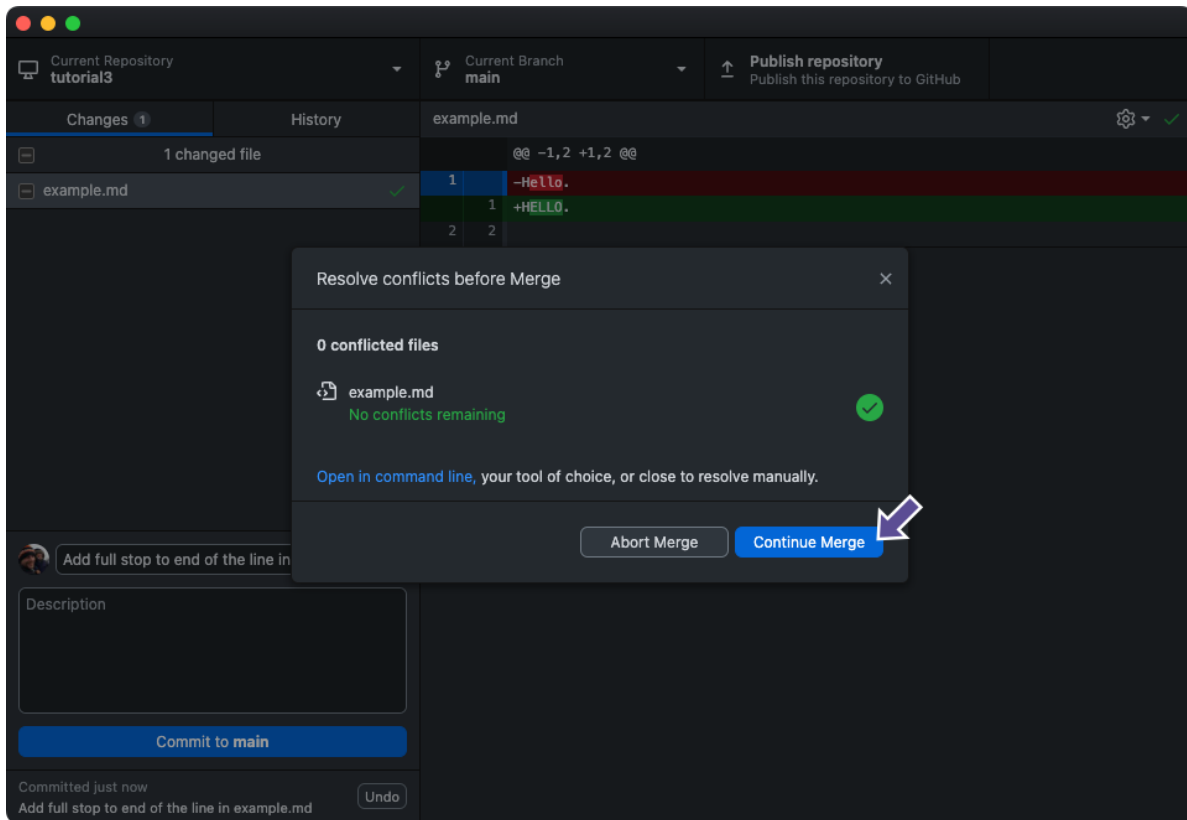 Current Repository
tutorial3
Current Branch
main
Publish repository
Publish this repository to GitHub
Changes 1
History
example.md
1 changed file
@@ -1,2 +1,2 @@
example.md
1 -Hello.
1 +HELLO.
2 2
Resolve conflicts before Merge
0 conflicted files
example.md
No conflicts remaining
Open in command line, your tool of choice, or close to resolve manually.
Abort Merge
Continue Merge
Add full stop to end of the line in
Description
Commit to main
Committed just now
Add full stop to end of the line in example.md
Undo